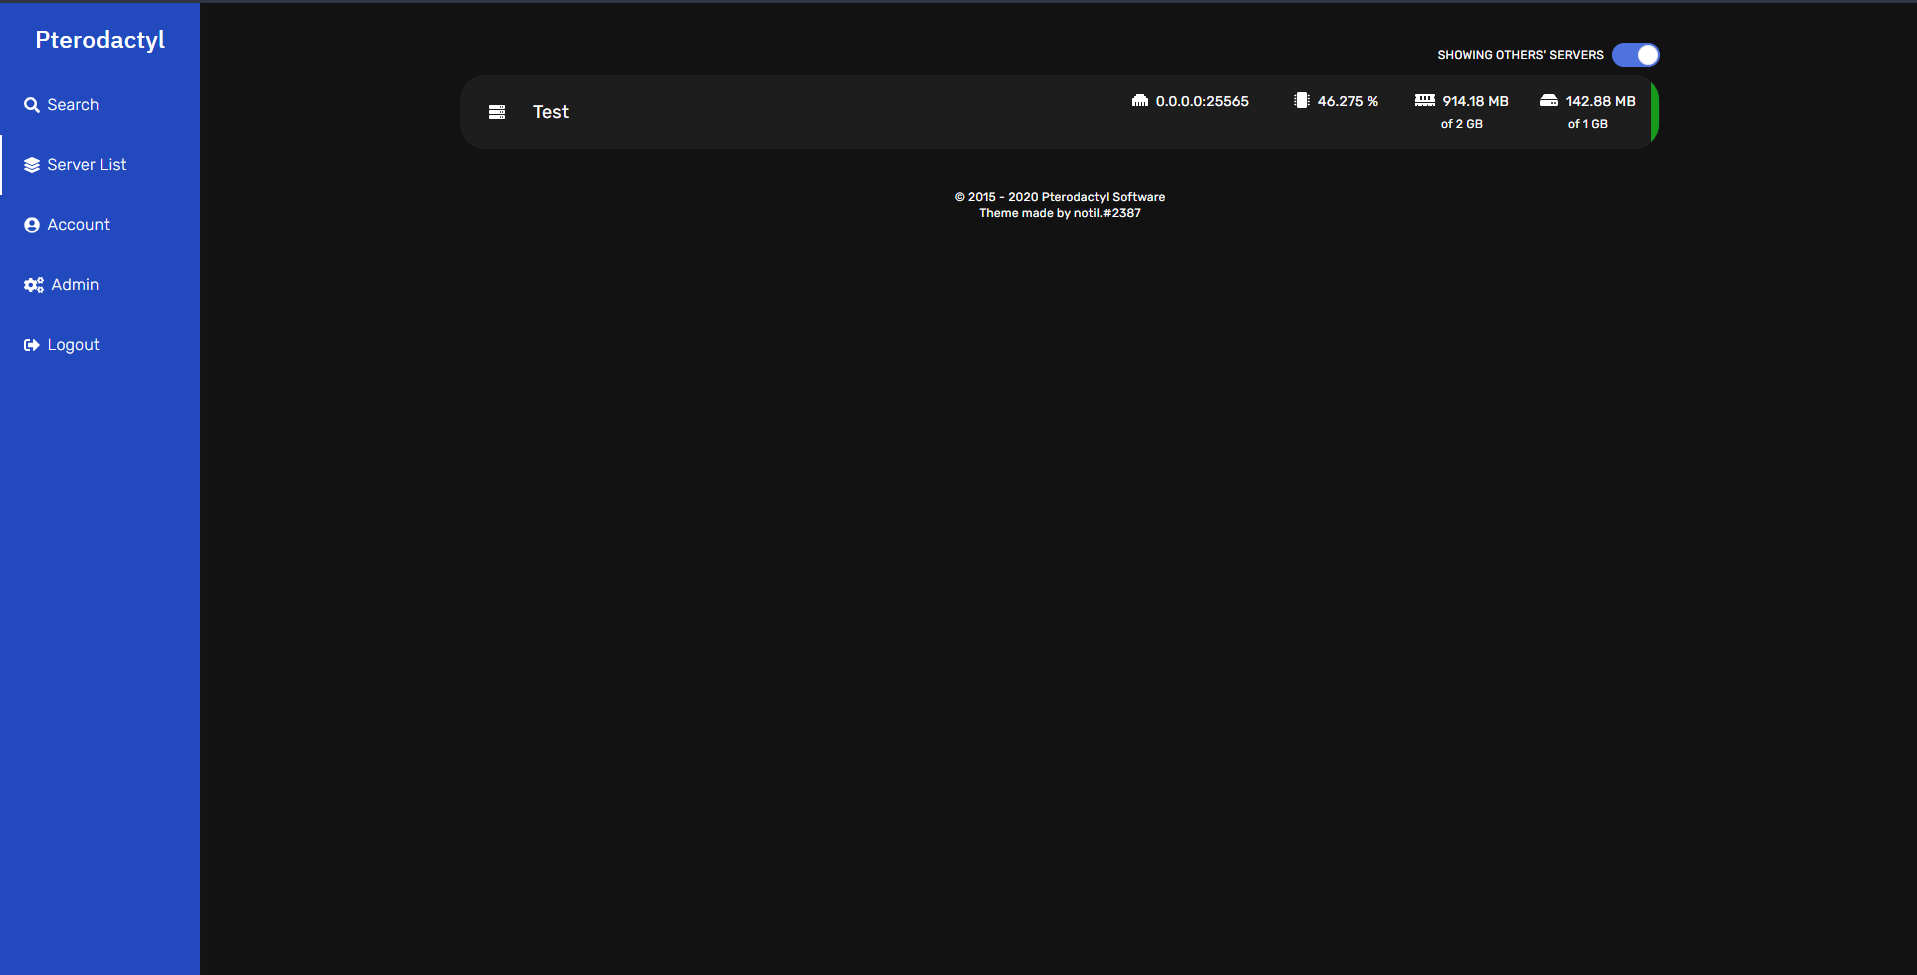 Pterodactyl
Search
Server List
Account
Admin
Logout
SHOWING OTHERS' SERVERS
Test
0.0.0.0:25565
46.275 %
914.18 MB
of 2 GB
142.88 MB
of 1 GB
© 2015 - 2020 Pterodactyl Software
Theme made by notil.#2387